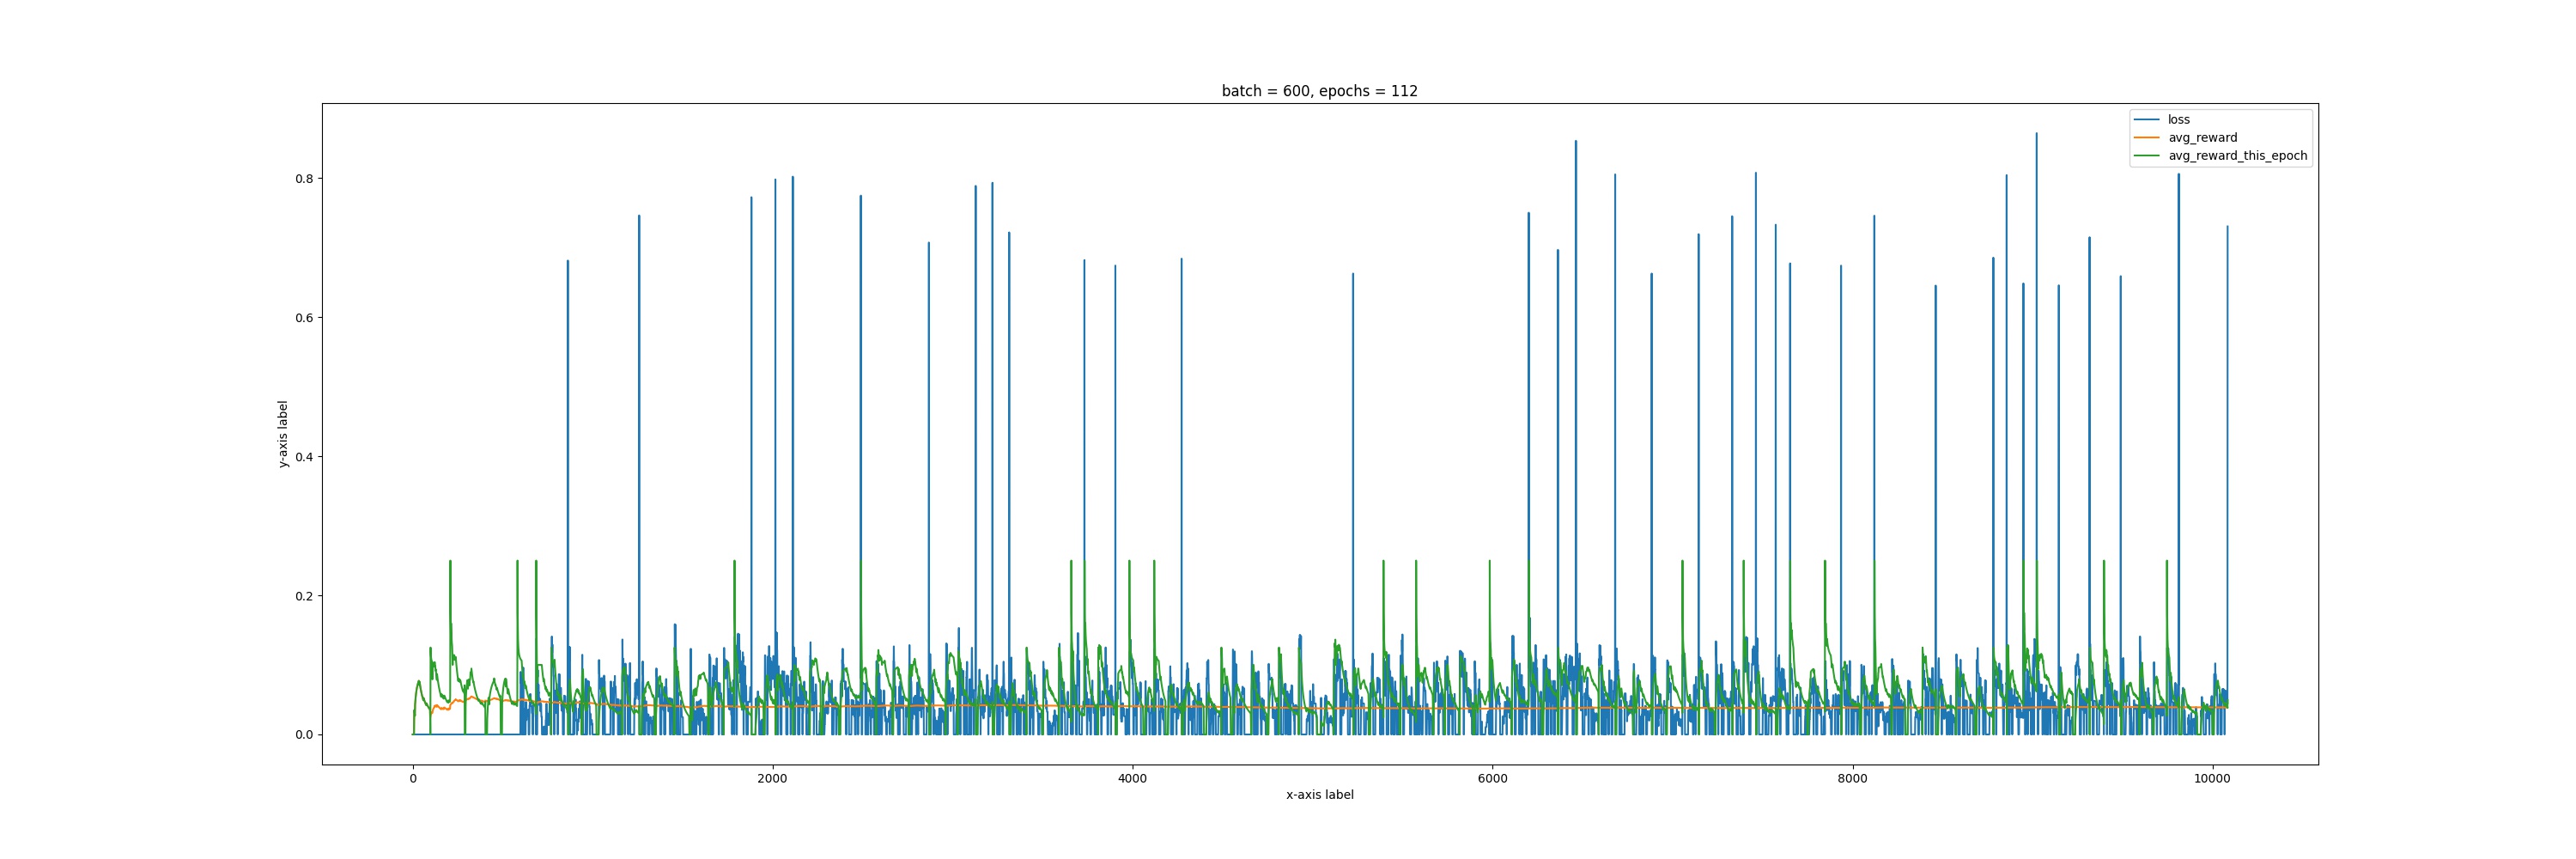 batch = 600, epochs = 112
loss
avg_reward
avg_reward_this_epoch
0.8
0.6
0.4
0.2
0.0
y-axis label
0 2000 4000 6000 8000 10000
x-axis label